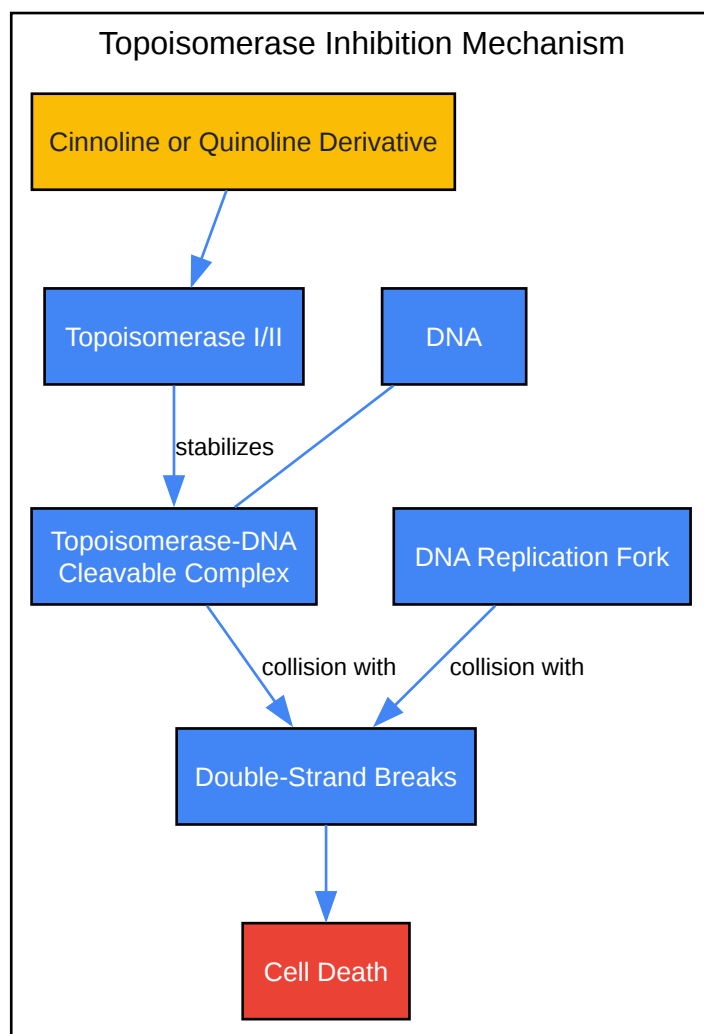 Topoisomerase Inhibition Mechanism
Cinnoline or Quinoline Derivative
Topoisomerase I/II
DNA
stabilizes
Topoisomerase-DNA
Cleavable Complex
DNA Replication Fork
collision with
collision with
Double-Strand Breaks
Cell Death